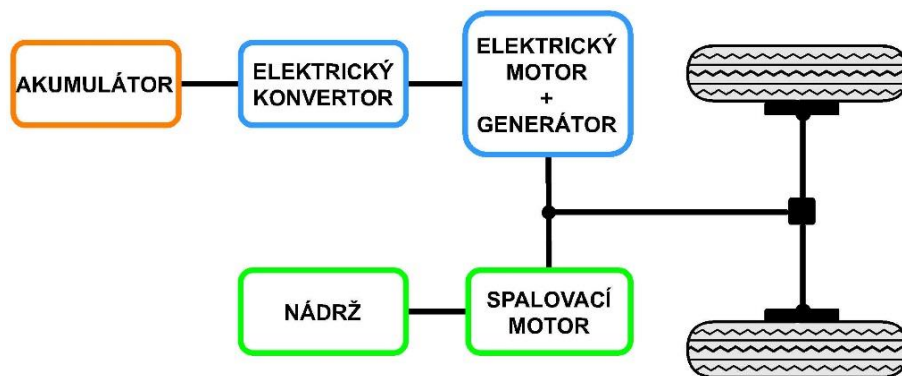 AKUMULÁTOR
ELEKTRICKÝ
KONVERTOR
ELEKTRICKÝ
MOTOR
+
GENERÁTOR
NÁDRŽ
SPALOVACÍ
MOTOR